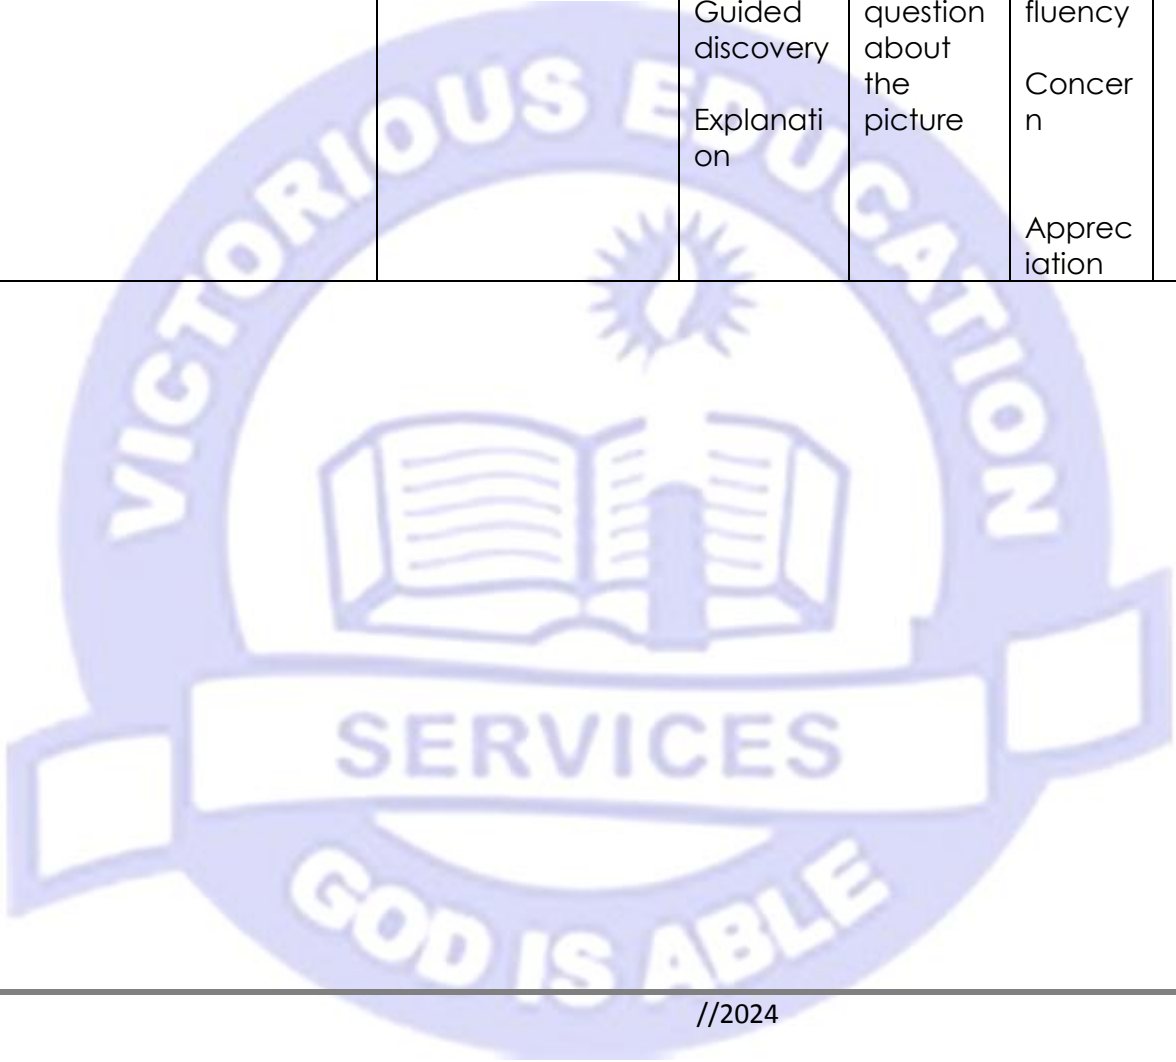 Guided
discovery
Explanati
on
question
about
the
picture
fluency
Concer
n
Apprec
iation
VICTORIOUS EDUCATION
SERVICES
GOD IS ABLE
//2024